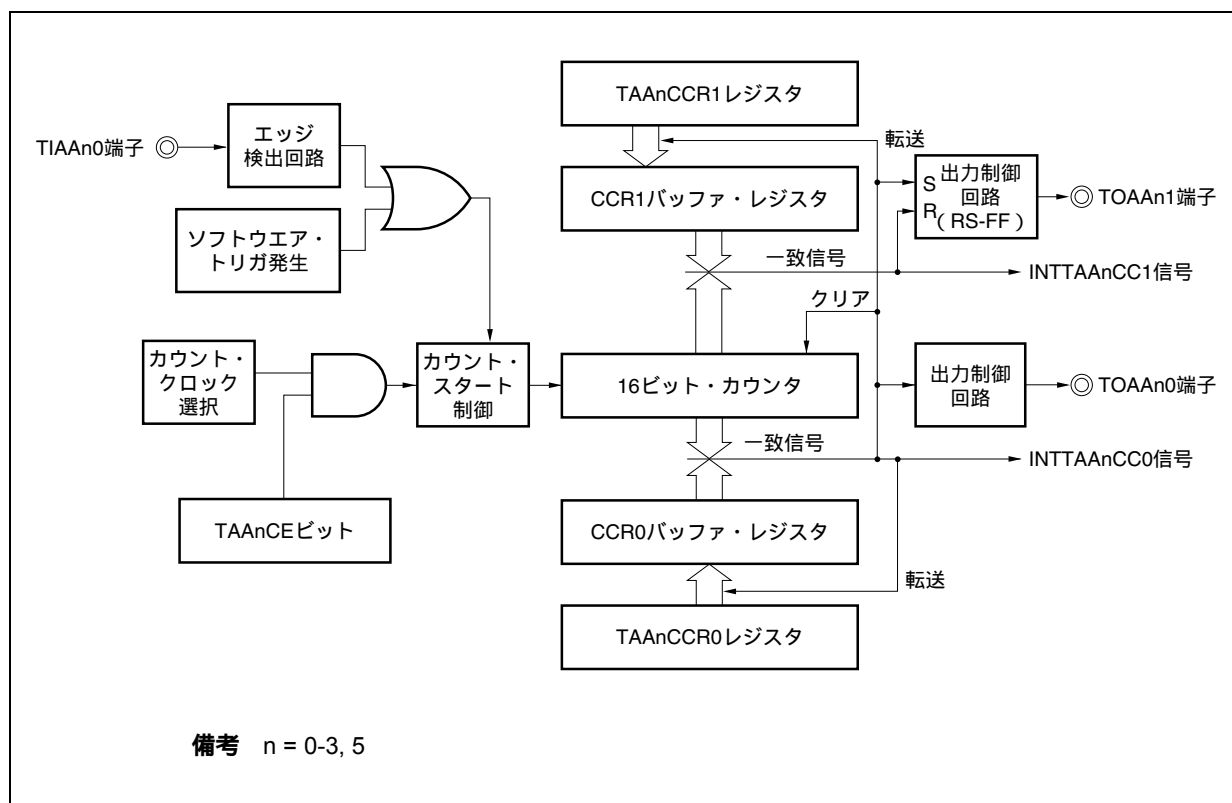 TAAnCCR1レジスタ
TIAAn0端子
エッジ
検出回路
転送
CCR1バッファ・レジスタ
S
R
出力制御
回路
(RS-FF)
TOAAn1端子
ソフトウエア・
トリガ発生
一致信号
INTTAAnCC1信号
クリア
カウント・
クロック
選択
カウント・
スタート
制御
16ビット・カウンタ
出力制御
回路
TOAAn0端子
一致信号
INTTAAnCC0信号
TAAnCEビット
CCR0バッファ・レジスタ
転送
TAAnCCR0レジスタ
備考 n = 0-3, 5